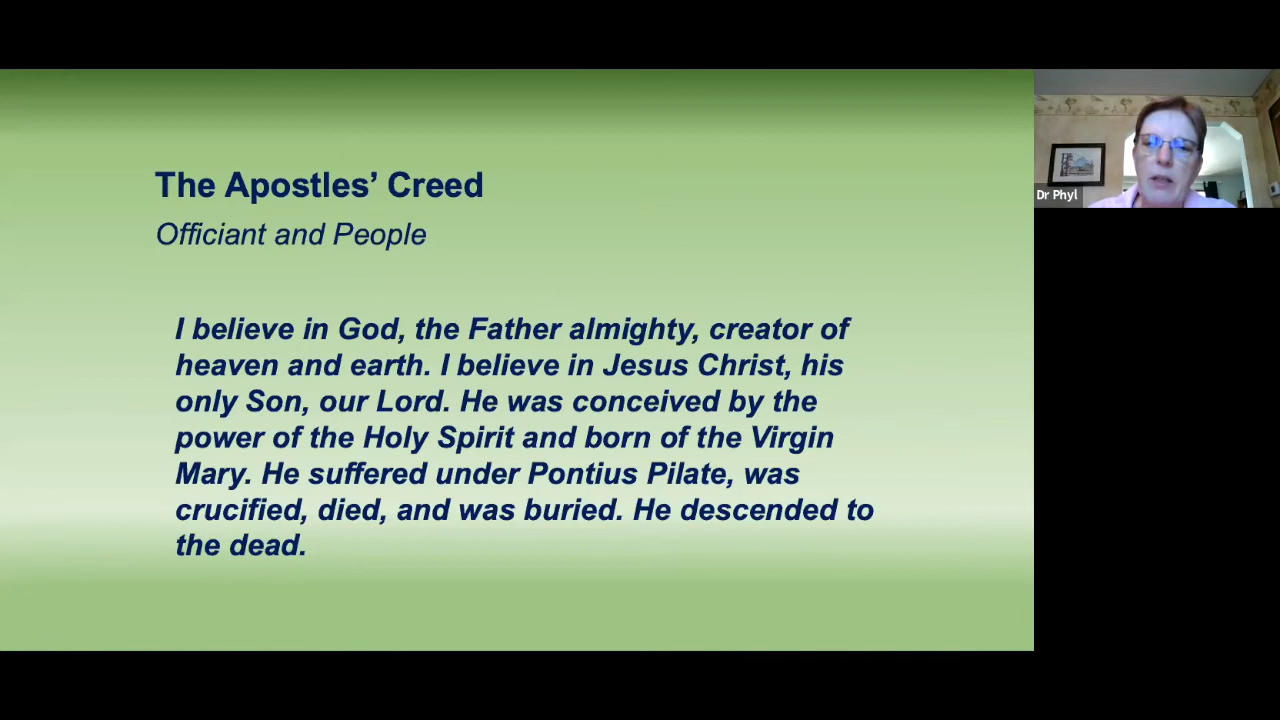 The Apostles’ Creed
Officiant and People
I believe in God, the Father almighty, creator of
heaven and earth. I believe in Jesus Christ, his
only Son, our Lord. He was conceived by the
power of the Holy Spirit and born of the Virgin
Mary. He suffered under Pontius Pilate, was
crucified, died, and was buried. He descended to
the dead.
Dr Phyl